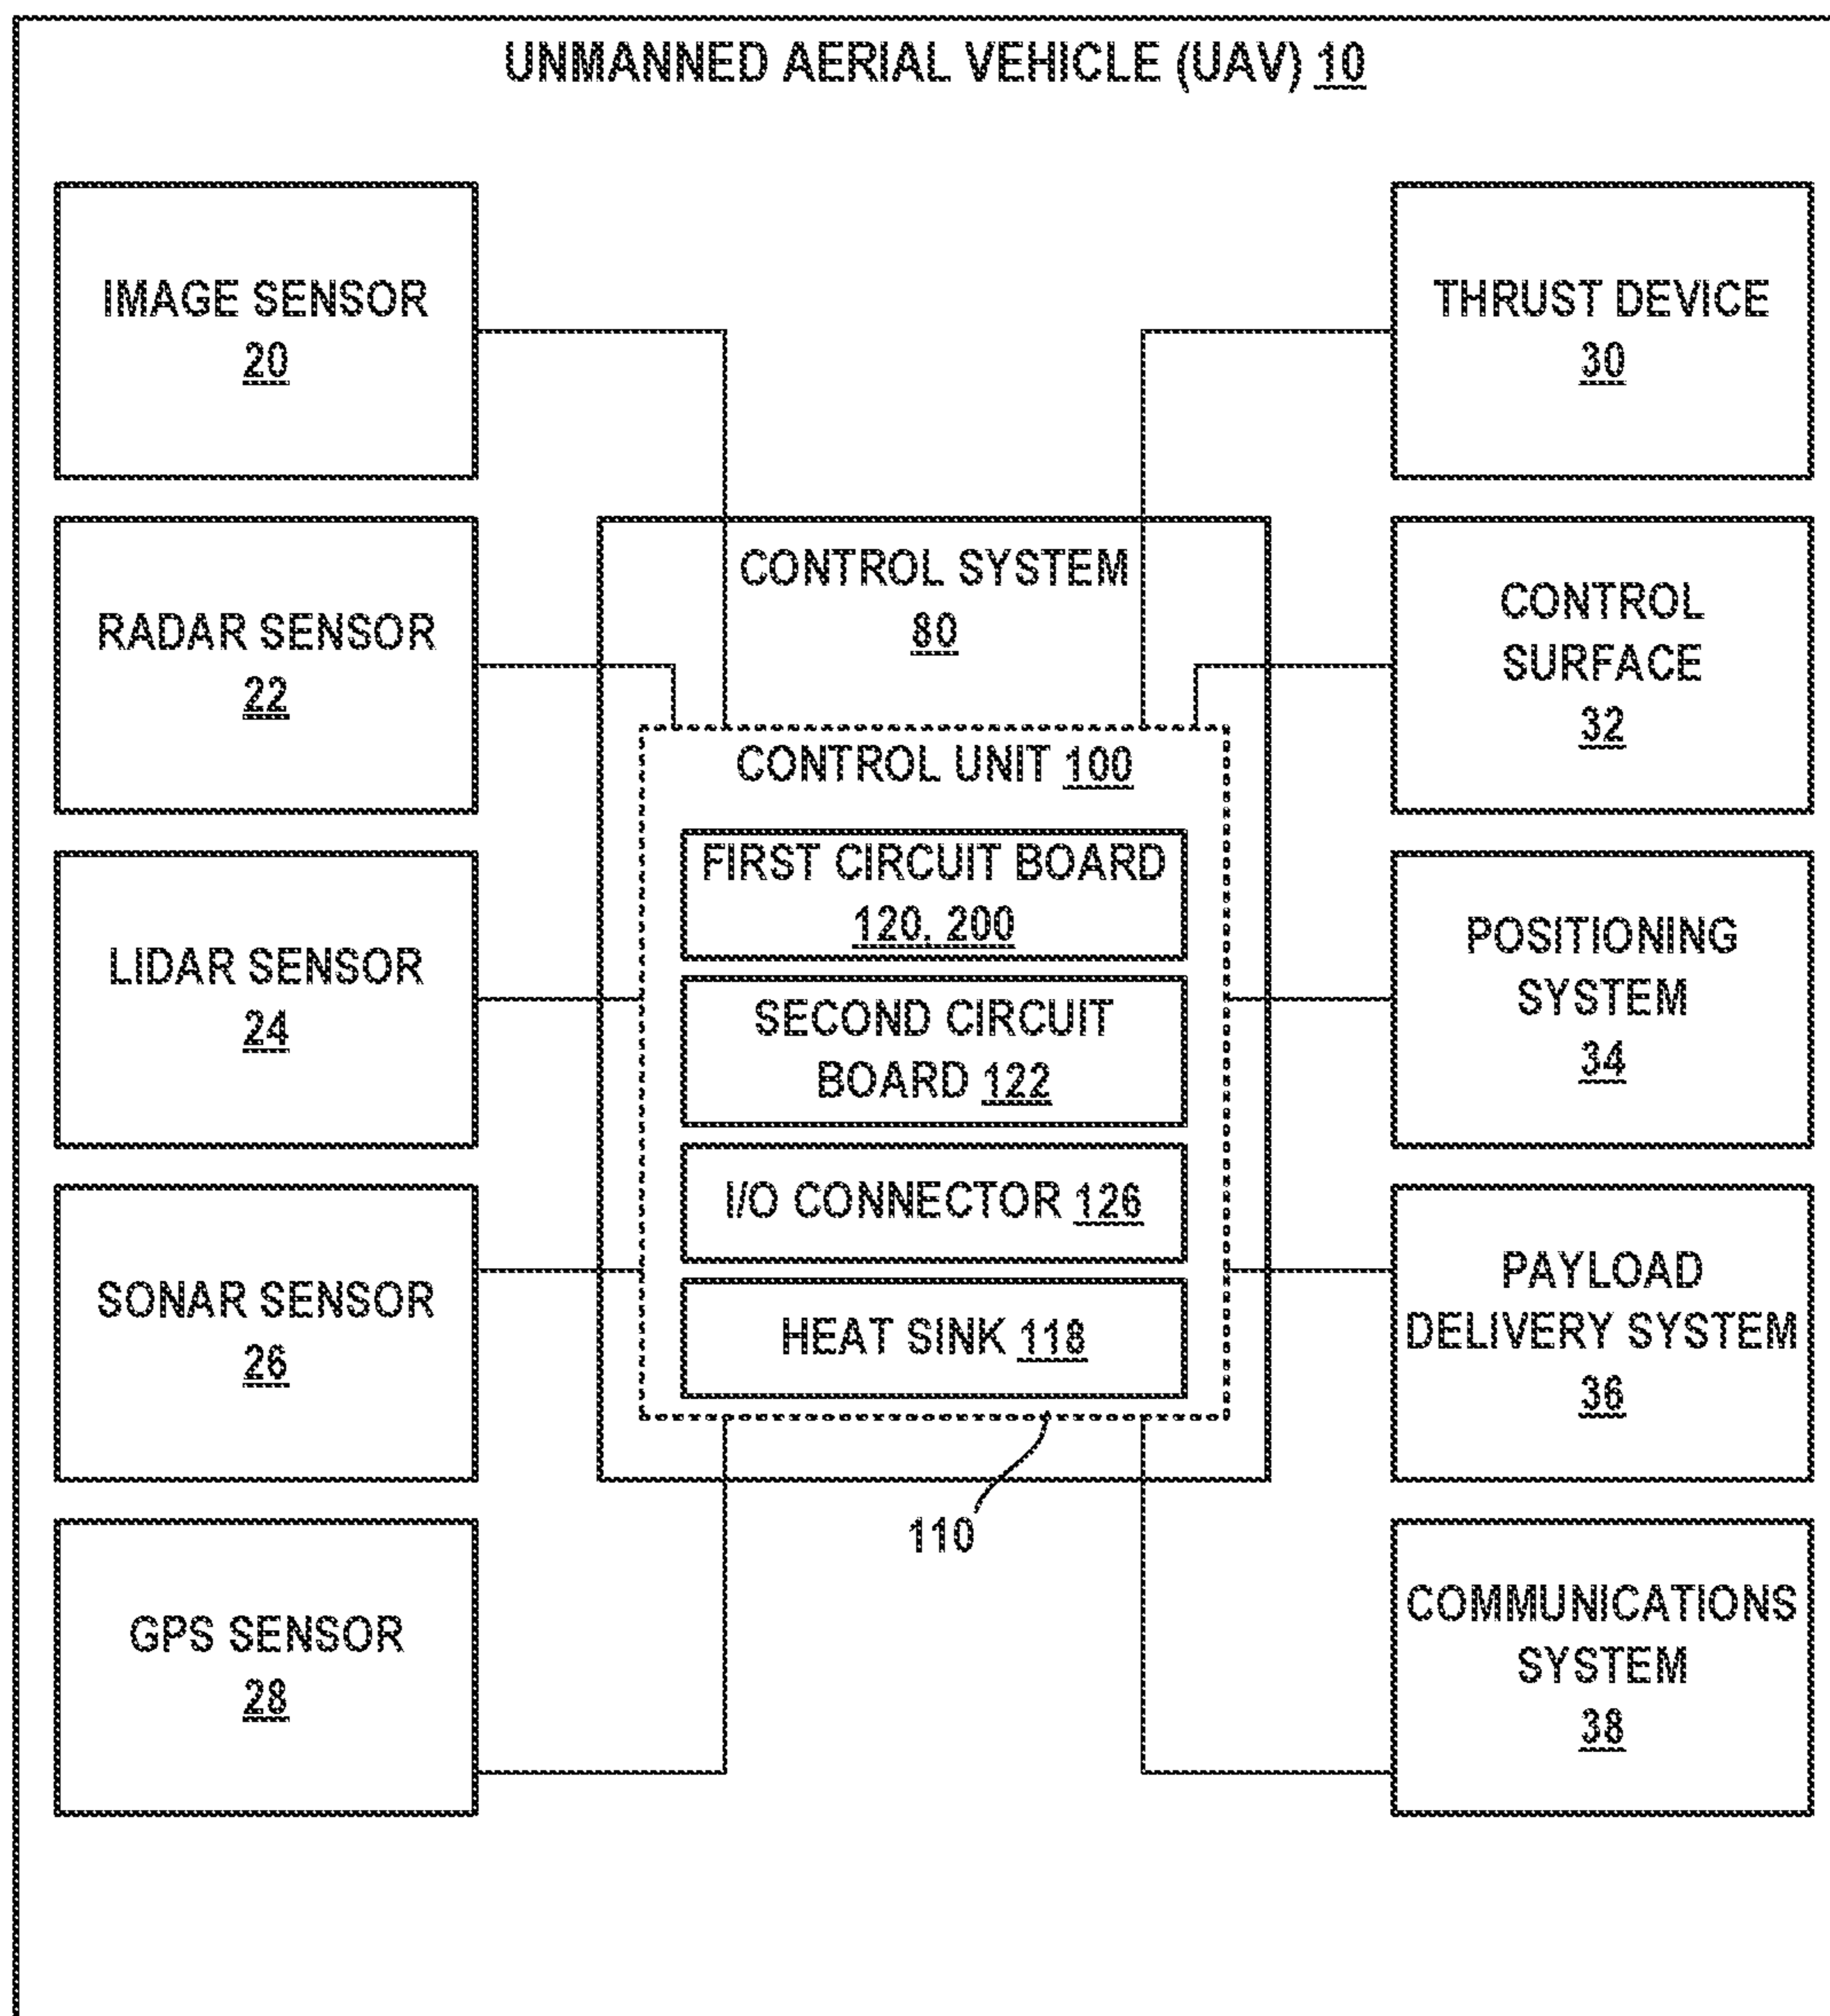 UNMANNED AERIAL VEHICLE (UAV) 10
IMAGE SENSOR
20
RADAR SENSOR
22
LIDAR SENSOR
24
SONAR SENSOR
26
GPS SENSOR
28
CONTROL SYSTEM
80
CONTROL UNIT 100
FIRST CIRCUIT BOARD
120, 200
SECOND CIRCUIT
BOARD 122
I/O CONNECTOR 126
HEAT SINK 118
110
THRUST DEVICE
30
CONTROL
SURFACE
32
POSITIONING
SYSTEM
34
PAYLOAD
DELIVERY SYSTEM
36
COMMUNICATIONS
SYSTEM
38